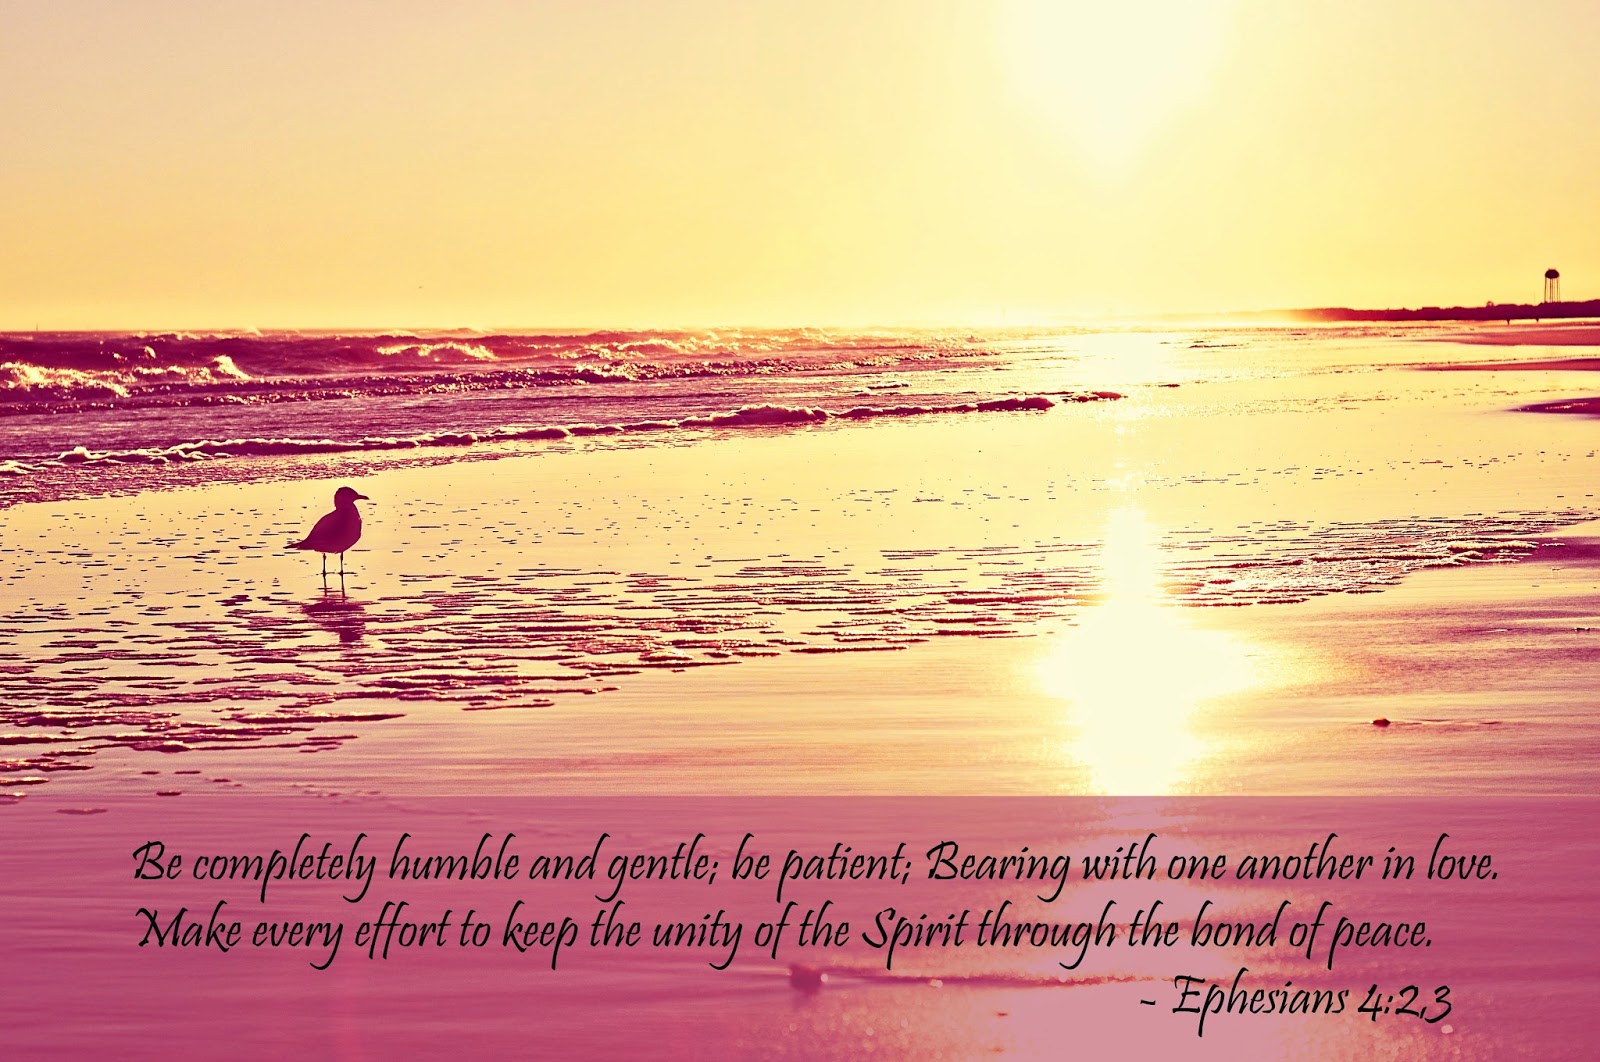 Be completely humble and gentle; be patient; Bearing with one another in love.
Make every effort to keep the unity of the Spirit through the bond of peace.
- Ephesians 4:2,3